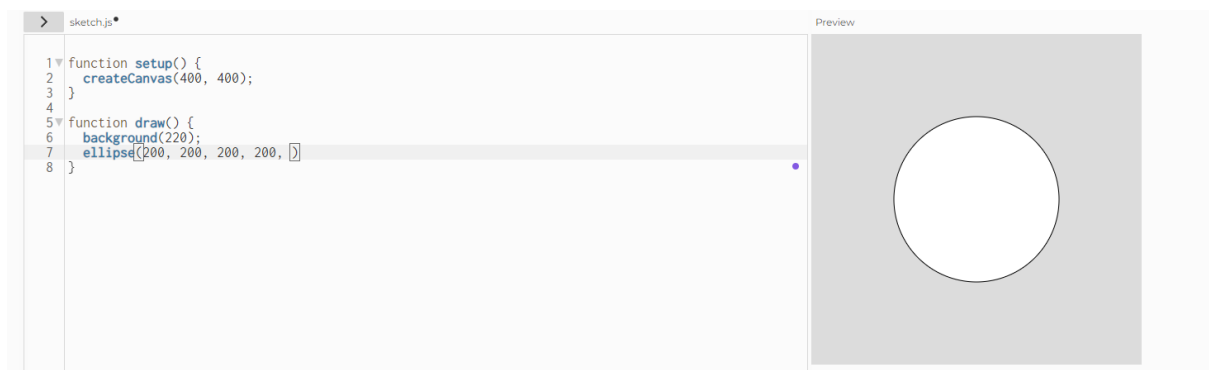 sketch.js
Preview
1 function setup() {
2 createCanvas(400, 400);
3 }
4
5 function draw() {
6 background(220);
7 ellipse(200, 200, 200, 200, )
8 }